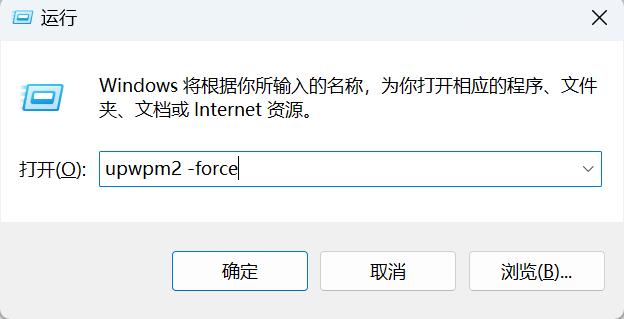 运行
Windows 将根据你所输入的名称，为你打开相应的程序、文件
夹、文档或 Internet 资源。
打开(O): upwpm2 -force
确定 取消 浏览(B)...